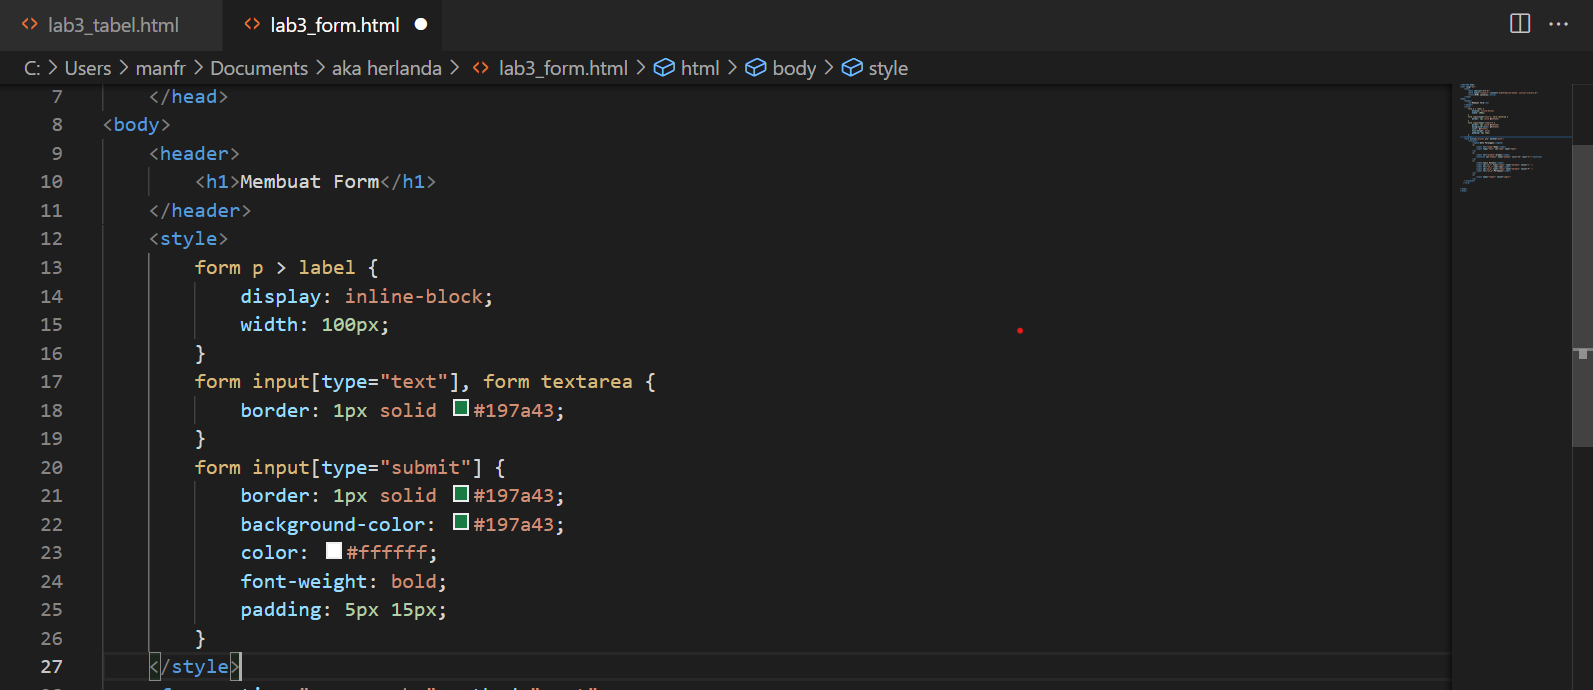 lab3_tabel.html lab3_form.html
C: > Users > manfr > Documents > aka herlanda > lab3_form.html > html > body > style
7 </head>
8 <body>
9 <header>
10 <h1>Membuat Form</h1>
11 </header>
12 <style>
13 form p > label {
14 display: inline-block;
15 width: 100px;
16 }
17 form input[type="text"], form textarea {
18 border: 1px solid #197a43;
19 }
20 form input[type="submit"] {
21 border: 1px solid #197a43;
22 background-color: #197a43;
23 color: #ffffff;
24 font-weight: bold;
25 padding: 5px 15px;
26 }
27 </style>